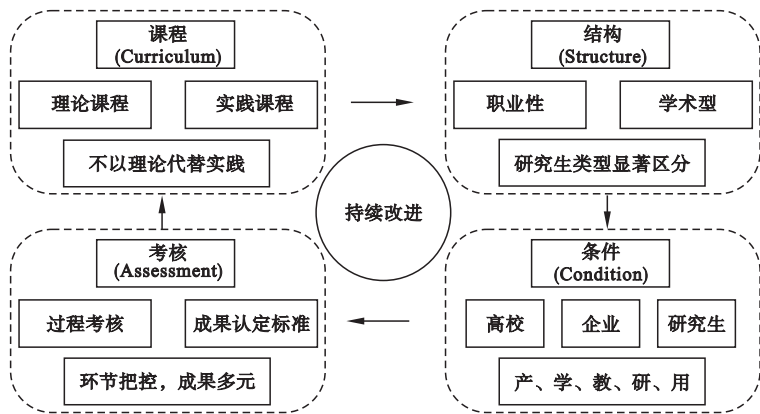 课程
(Curriculum)
理论课程
实践课程
不以理论代替实践
结构
(Structure)
职业性
学术型
研究生类型显著区分
持续改进
考核
(Assessment)
过程考核
成果认定标准
环节把控，成果多元
条件
(Condition)
高校
企业
研究生
产、学、教、研、用